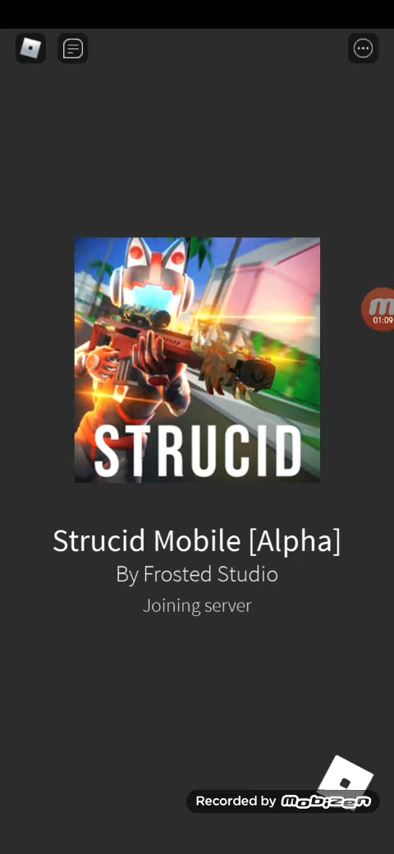 01:09
STRUCID
Strucid Mobile [Alpha]
By Frosted Studio
Joining server
Recorded by Mobizen